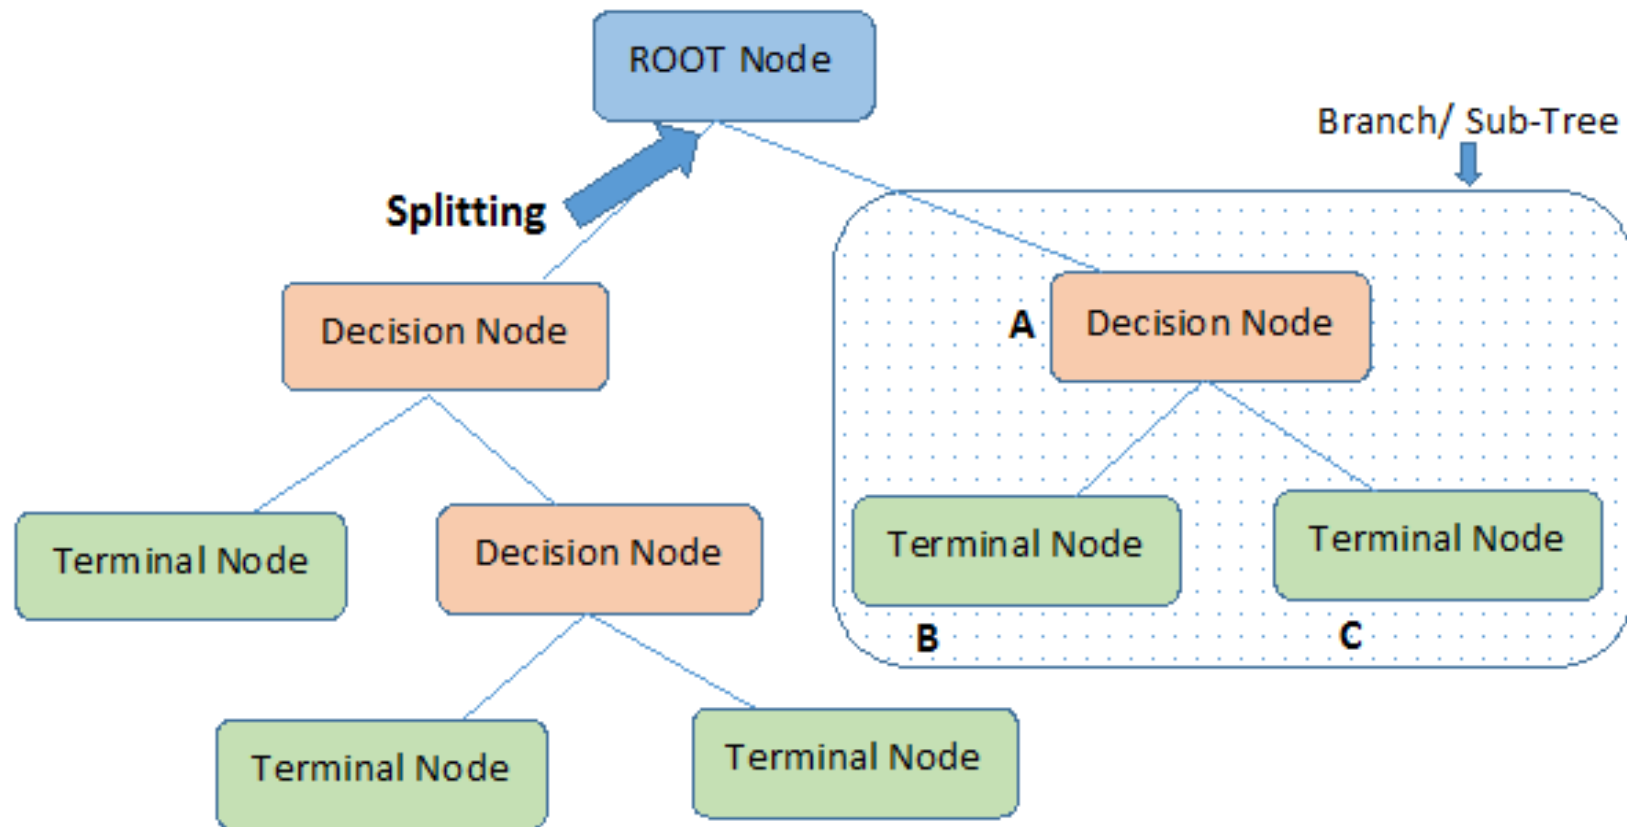 ROOT Node
Branch/ Sub-Tree
Splitting
Decision Node
A
Decision Node
Terminal Node
Decision Node
Terminal Node
Terminal Node
B
C
Terminal Node
Terminal Node